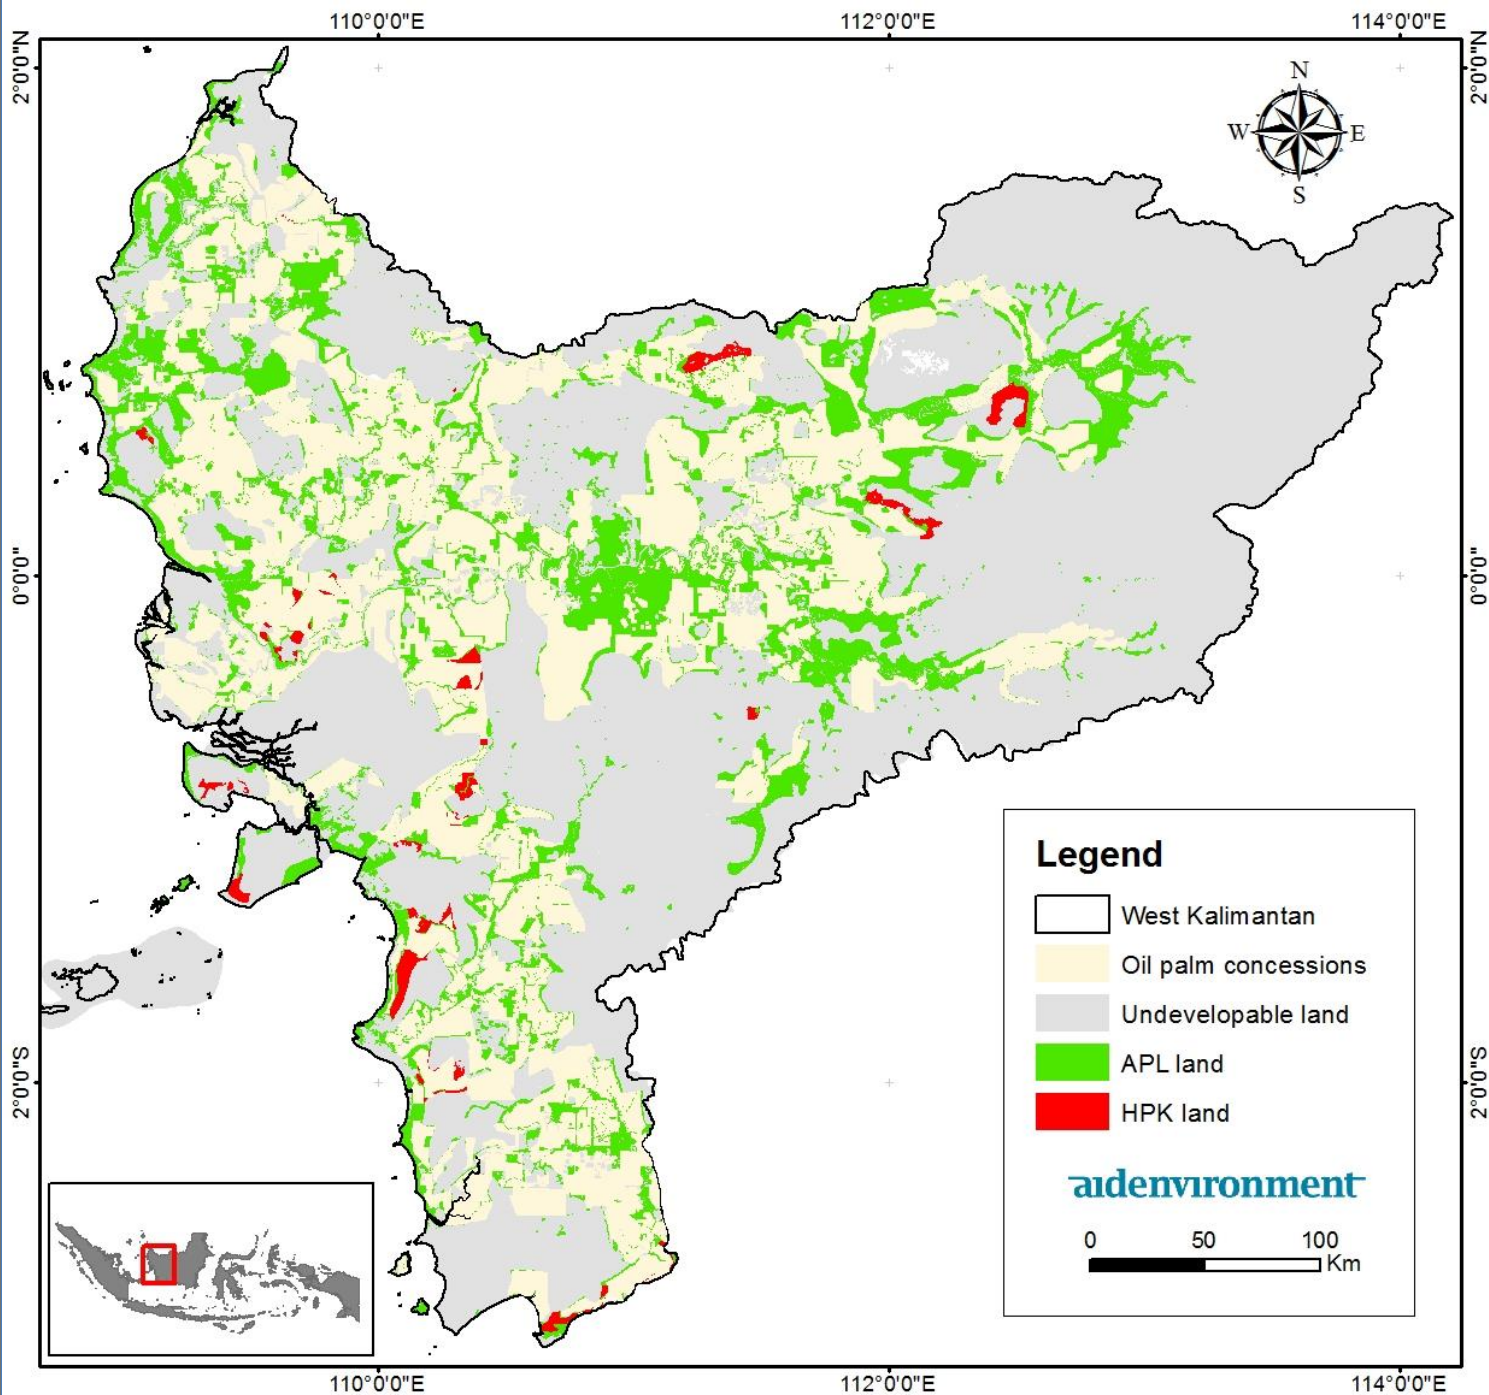 110°0'0"E 112°0'0"E 114°0'0"E
2°0'0"N
2°0'0"N
N
W E
S
0°0'0"
0°0'0"
Legend
West Kalimantan
Oil palm concessions
Undevelopable land
APL land
HPK land
aidenvironment
0 50 100
Km
2°0'0"S
2°0'0"S
110°0'0"E 112°0'0"E 114°0'0"E